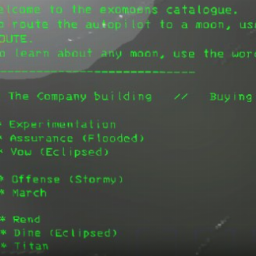 elcome to the exomoons catalogue.
o route the autopilot to a moon, us
OUTE.
o learn about any moon, use the wor
The Company building // Buying
* Experimentation
* Assurance (Flooded)
* Vow (Eclipsed)
* Offense (Stormy)
* March
* Rend
* Dine (Eclipsed)
* Titan